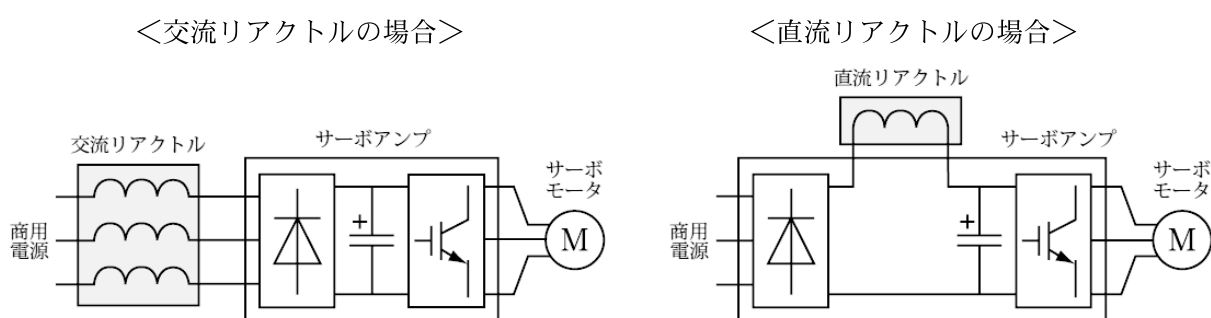 ＜交流リアクトルの場合＞
交流リアクトル
サーボアンプ
サーボ
モータ
商用
電源
+
M
＜直流リアクトルの場合＞
直流リアクトル
サーボアンプ
サーボ
モータ
商用
電源
+
M